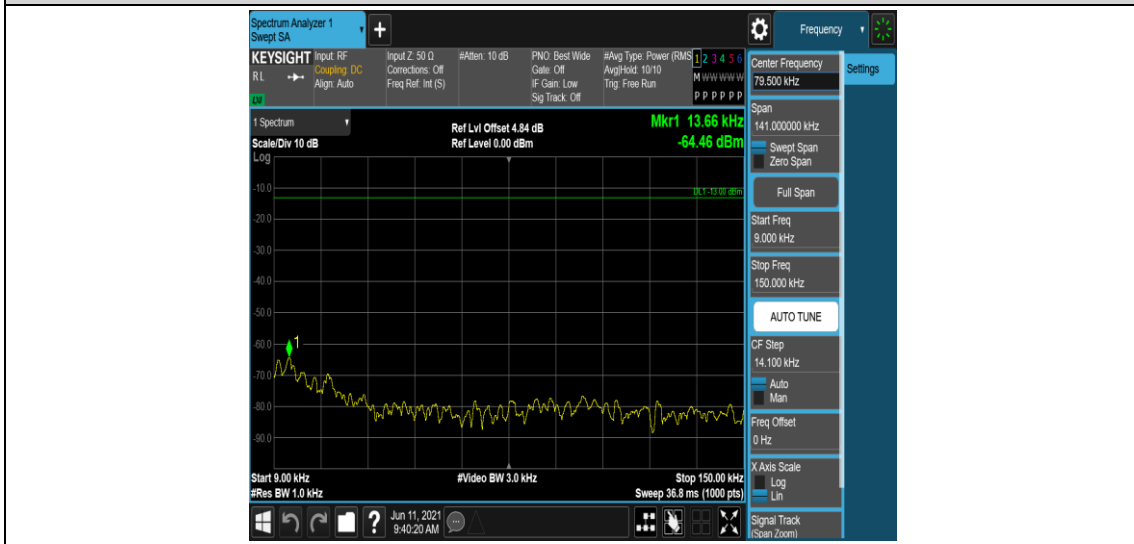 Spectrum Analyzer 1
Swept SA
+
Frequency
KEYSIGHT
RL
LXI
Input: RF
Coupling: DC
Align: Auto
Input Z: 50 Ω
Corrections: Off
Freq Ref: Int (S)
#Atten: 10 dB
PNO: Best Wide
Gate: Off
IF Gain: Low
Sig Track: Off
#Avg Type: Power (RMS
Avg|Hold: 10/10
Trig: Free Run
1 2 3 4 5 6
M W W W W W
P P P P P P
Center Frequency
79.500 kHz
Settings
1 Spectrum
Scale/Div 10 dB
Log
Ref Lvl Offset 4.84 dB
Ref Level 0.00 dBm
Mkr1 13.66 kHz
-64.46 dBm
Span
141.000000 kHz
Swept Span
Zero Span
Full Span
Start Freq
9.000 kHz
Stop Freq
150.000 kHz
AUTO TUNE
CF Step
14.100 kHz
Auto
Man
Freq Offset
0 Hz
X Axis Scale
Log
Lin
Signal Track
(Span Zoom)
DL1 -13.00 dBm
-10.0
-20.0
-30.0
-40.0
-50.0
-60.0
1
-70.0
-80.0
-90.0
Start 9.00 kHz
#Video BW 3.0 kHz
Stop 150.00 kHz
#Res BW 1.0 kHz
Sweep 36.8 ms (1000 pts)
?
Jun 11, 2021
9:40:20 AM